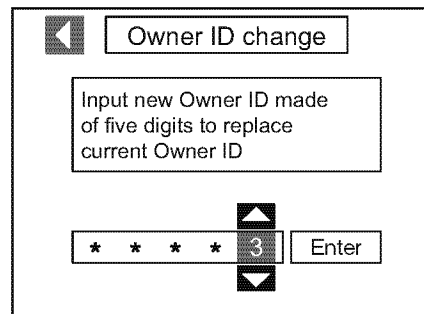 Owner ID change
Input new Owner ID made
of five digits to replace
current Owner ID
* * * * 3 Enter